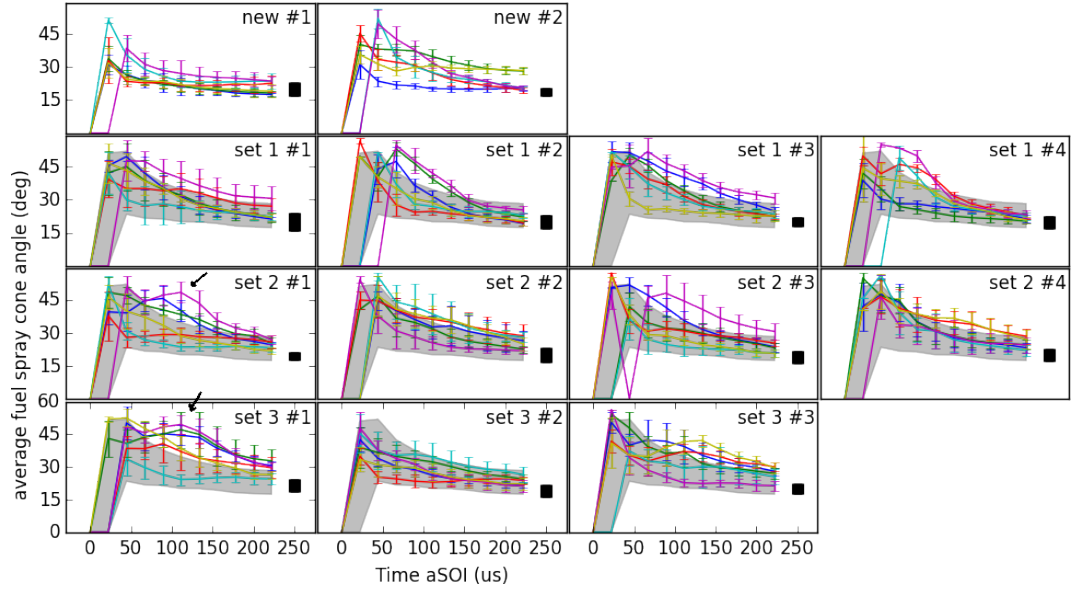 new #1
new #2
45
30
15
set 1 #1
set 1 #2
set 1 #3
set 1 #4
45
30
15
set 2 #1
set 2 #2
set 2 #3
set 2 #4
45
30
15
60
set 3 #1
set 3 #2
set 3 #3
45
30
15
0
average fuel spray cone angle (deg)
0 50 100 150 200 250
0 50 100 150 200 250
0 50 100 150 200 250
Time aSOI (us)